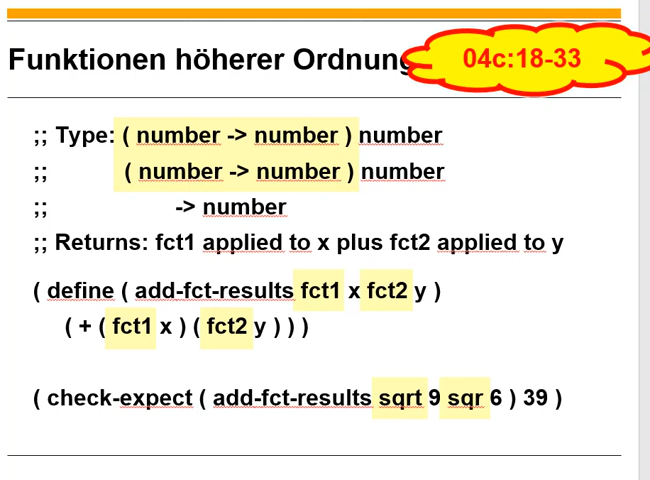 Funktionen höherer Ordnung
04c:18-33
;; Type: ( number -> number ) number
;; ( number -> number ) number
;; -> number
;; Returns: fct1 applied to x plus fct2 applied to y
( define ( add-fct-results fct1 x fct2 y )
( + ( fct1 x ) ( fct2 y ) ) )
( check-expect ( add-fct-results sqrt 9 sqr 6 ) 39 )